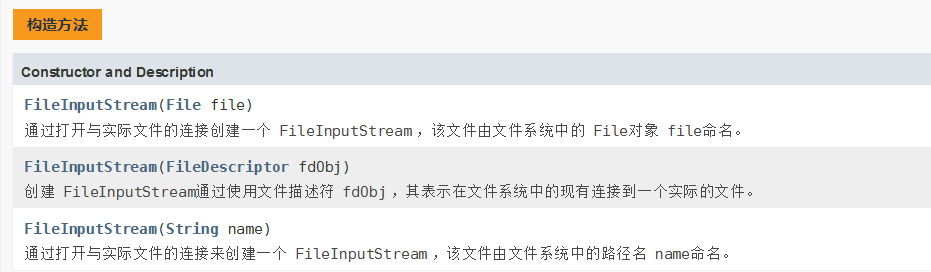 构造方法
Constructor and Description
FileInputStream(File file)
通过打开与实际文件的连接创建一个 FileInputStream ，该文件由文件系统中的 File对象 file命名。
FileInputStream(FileDescriptor fdObj)
创建 FileInputStream通过使用文件描述符 fdObj ，其表示在文件系统中的现有连接到一个实际的文件。
FileInputStream(String name)
通过打开与实际文件的连接来创建一个 FileInputStream ，该文件由文件系统中的路径名 name命名。